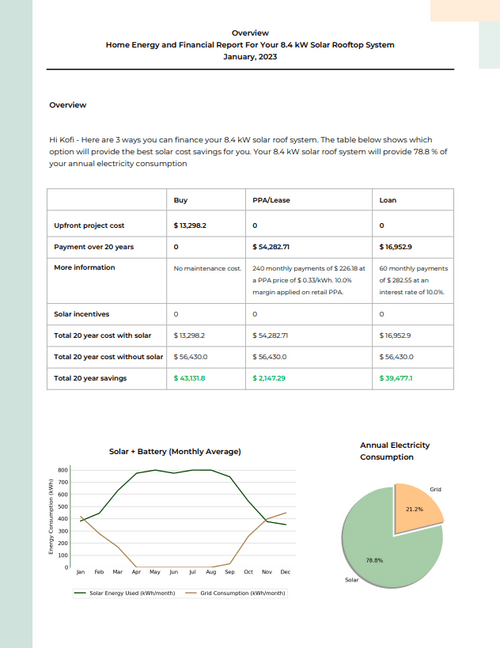 Overview
Home Energy and Financial Report For Your 8.4 kW Solar Rooftop System
January, 2023
Overview
Hi Kofi - Here are 3 ways you can finance your 8.4 kW solar roof system. The table below shows which
option will provide the best solar cost savings for you. Your 8.4 kW solar roof system will provide 78.8 % of
your annual electricity consumption
Buy PPA/Lease Loan
Upfront project cost $ 13,298.2 0 0
Payment over 20 years 0 $ 54,282.71 $ 16,952.9
More information No maintenance cost. 240 monthly payments of $ 226.18 at 60 monthly payments
a PPA price of $ 0.33/kWh. 10.0% of $ 282.55 at an
margin applied on retail PPA. interest rate of 10.0%.
Solar incentives 0 0 0
Total 20 year cost with solar $ 13,298.2 $ 54,282.71 $ 16,952.9
Total 20 year cost without solar $ 56,430.0 $ 56,430.0 $ 56,430.0
Total 20 year savings $ 43,131.8 $ 2,147.29 $ 39,477.1
Solar + Battery (Monthly Average)
Energy Consumption (kWh)
800
700
600
500
400
300
200
100
0
Jan Feb Mar Apr May Jun Jul Aug Sep Oct Nov Dec
Solar Energy Used (kWh/month) Grid Consumption (kWh/month)
Annual Electricity
Consumption
Grid
21.2%
78.8%
Solar